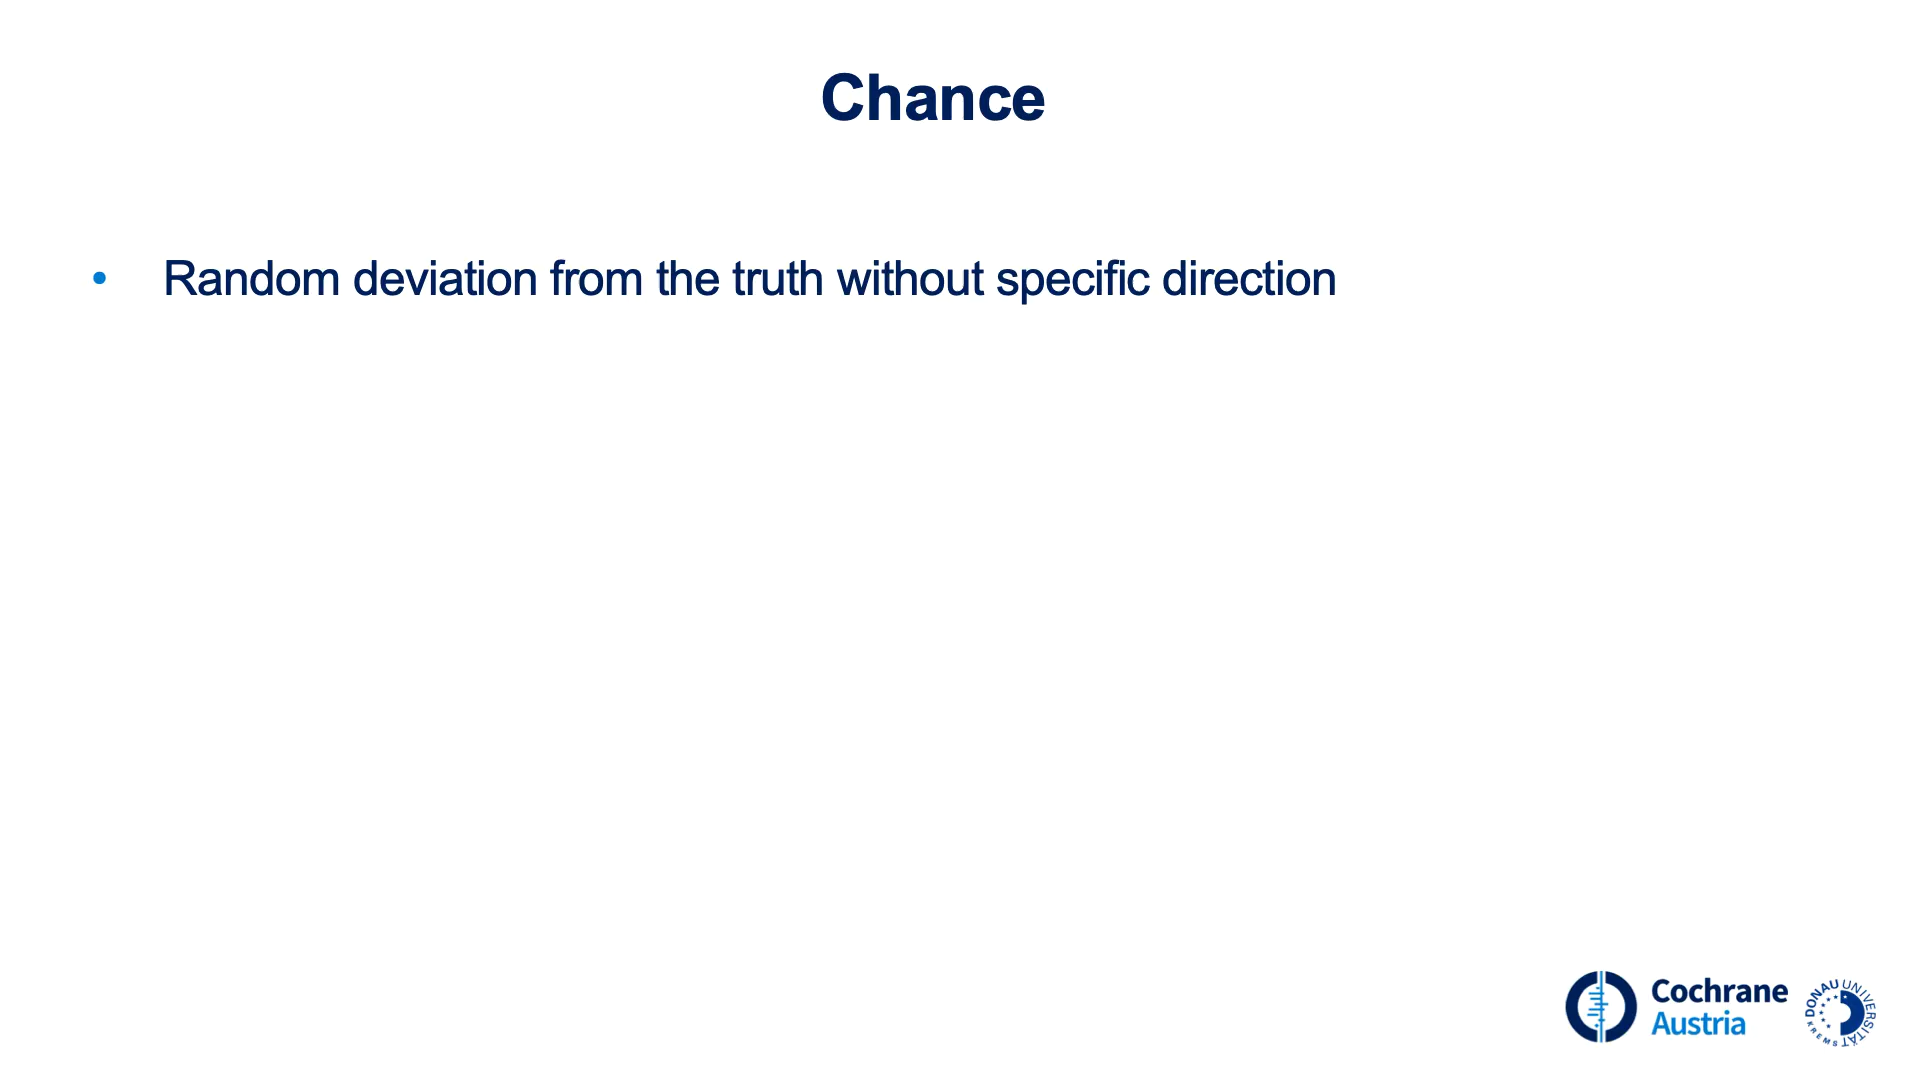 Chance
• Random deviation from the truth without specific direction
Cochrane
Austria
DONAU UNIVERSITÄT
KREMS